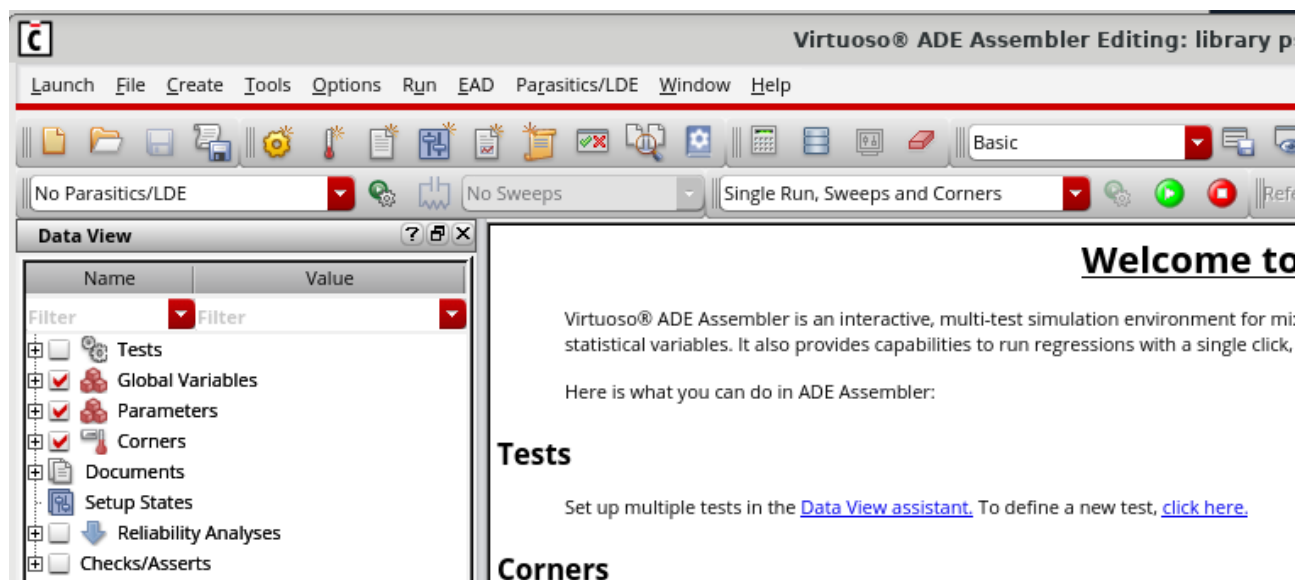 Virtuoso® ADE Assembler Editing: library
Launch File Create Tools Options Run EAD Parasitics/LDE Window Help
Basic
No Parasitics/LDE No Sweeps Single Run, Sweeps and Corners Refe
Data View
Name Value
Filter Filter
Tests
Global Variables
Parameters
Corners
Documents
Setup States
Reliability Analyses
Checks/Asserts
Welcome to
Virtuoso® ADE Assembler is an interactive, multi-test simulation environment for
statistical variables. It also provides capabilities to run regressions with a single click,
Here is what you can do in ADE Assembler:
Tests
Set up multiple tests in the Data View assistant. To define a new test, click here.
Corners